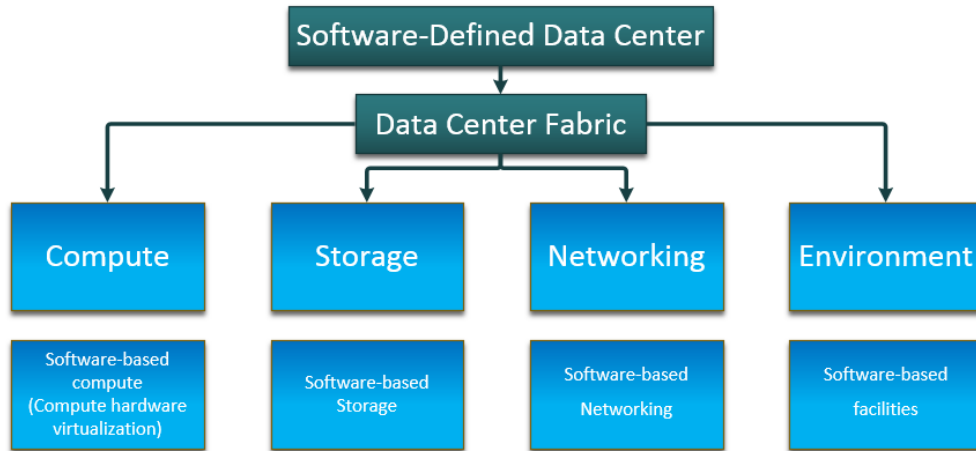 Software-Defined Data Center
Data Center Fabric
Compute
Storage
Networking
Environment
Software-based
compute
(Compute hardware
virtualization)
Software-based
Storage
Software-based
Networking
Software-based
facilities